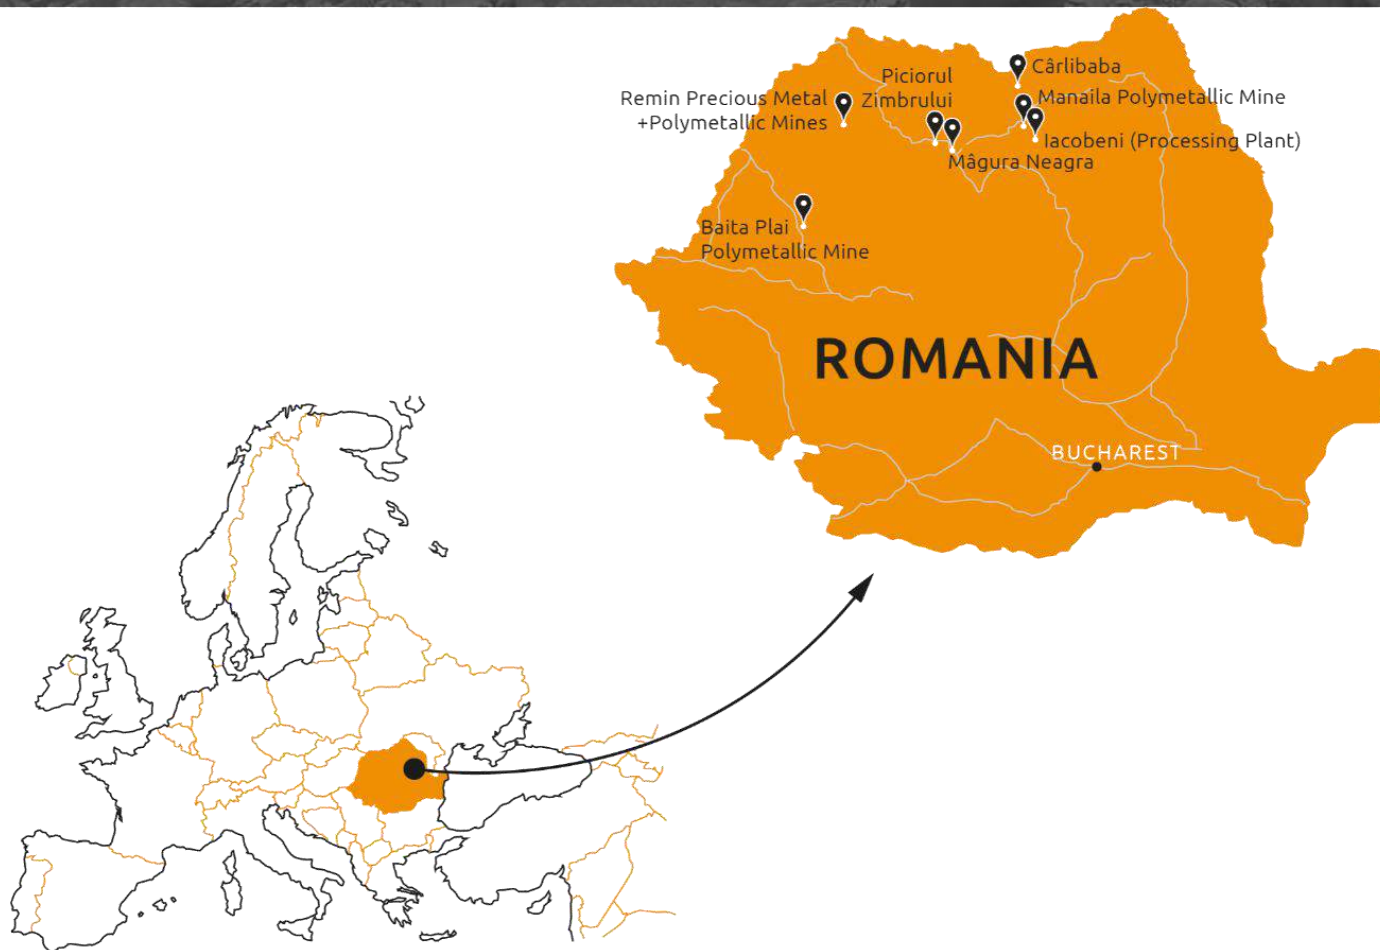 Cârlibaba
Piciorul
Zimbrului
Remin Precious Metal
+Polymetallic Mines
Manaila Polymetallic Mine
Iacobeni (Processing Plant)
Mâgura Neagra
Baita Plai
Polymetallic Mine
ROMANIA
BUCHAREST